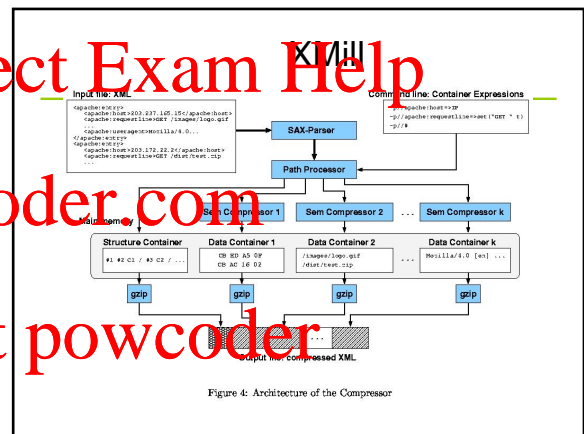 XMill
ect Exam Help
Input file: XML
Command line: Container Expressions
<apache:entry>
<apache:host>203.237.165.15</apache:host>
<apache:requestline>GET /images/logo.gif
...
<apache:useragent>Mozilla/4.0...
</apache:entry>
<apache:entry>
<apache:host>203.172.22.2</apache:host>
<apache:requestline>GET /dist/test.zip
...
-p//apache:host=>IP
-p//apache:requestline=>set("GET " t)
-p//#
SAX-Parser
Path Processor
oder.com
Main memory
Sem Compressor 1
Sem Compressor 2
...
Sem Compressor k
Structure Container
Data Container 1
Data Container 2
Data Container k
#1 #2 C1 / #3 C2 / ...
CB ED A5 0F
CB AC 16 02
/images/logo.gif
/dist/test.zip
...
Mozilla/4.0 [en] ...
gzip
gzip
gzip
gzip
t powcoder
...
Output file: compressed XML
Figure 4: Architecture of the Compressor